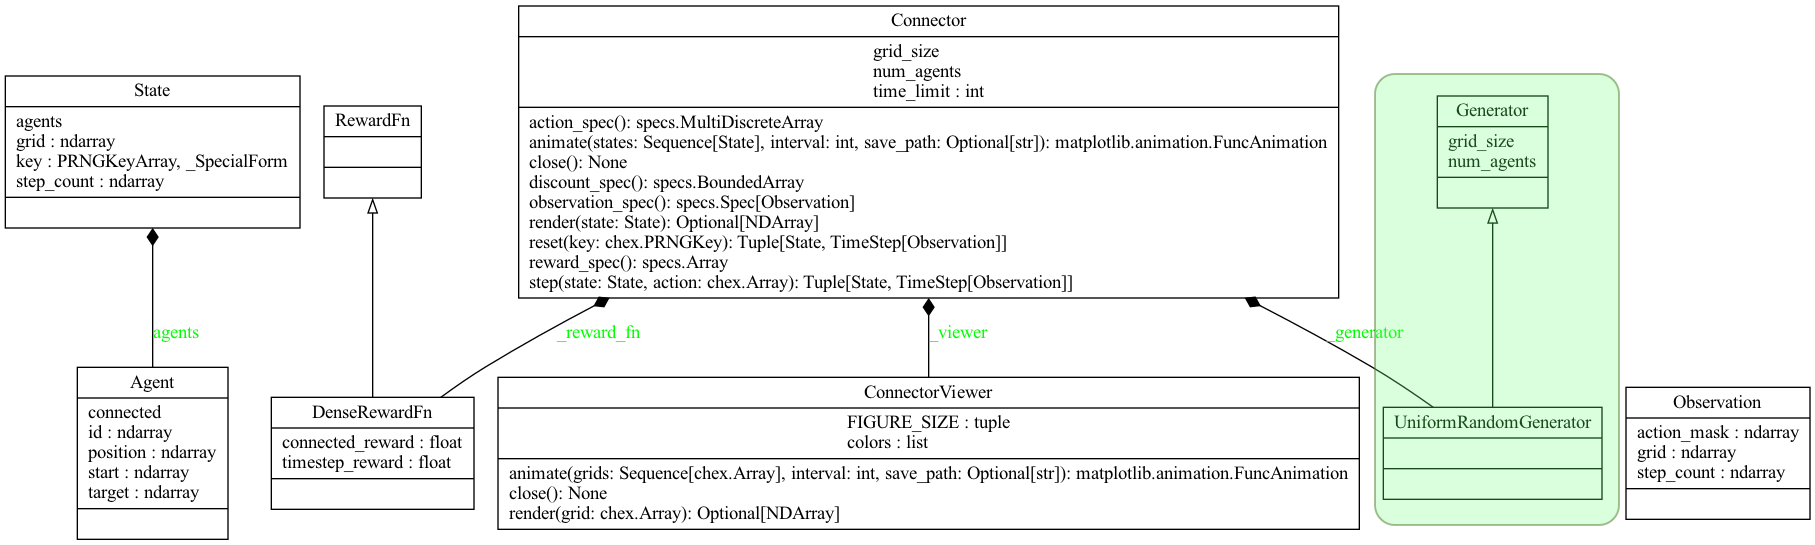 State
agents
grid : ndarray
key : PRNGKeyArray, _SpecialForm
step_count : ndarray
RewardFn
Connector
grid_size
num_agents
time_limit : int
action_spec(): specs.MultiDiscreteArray
animate(states: Sequence[State], interval: int, save_path: Optional[str]): matplotlib.animation.FuncAnimation
close(): None
discount_spec(): specs.BoundedArray
observation_spec(): specs.Spec[Observation]
render(state: State): Optional[NDArray]
reset(key: chex.PRNGKey): Tuple[State, TimeStep[Observation]]
reward_spec(): specs.Array
step(state: State, action: chex.Array): Tuple[State, TimeStep[Observation]]
Generator
grid_size
num_agents
agents
_reward_fn
_viewer
_generator
Agent
connected
id : ndarray
position : ndarray
start : ndarray
target : ndarray
DenseRewardFn
connected_reward : float
timestep_reward : float
ConnectorViewer
FIGURE_SIZE : tuple
colors : list
animate(grids: Sequence[chex.Array], interval: int, save_path: Optional[str]): matplotlib.animation.FuncAnimation
close(): None
render(grid: chex.Array): Optional[NDArray]
UniformRandomGenerator
Observation
action_mask : ndarray
grid : ndarray
step_count : ndarray